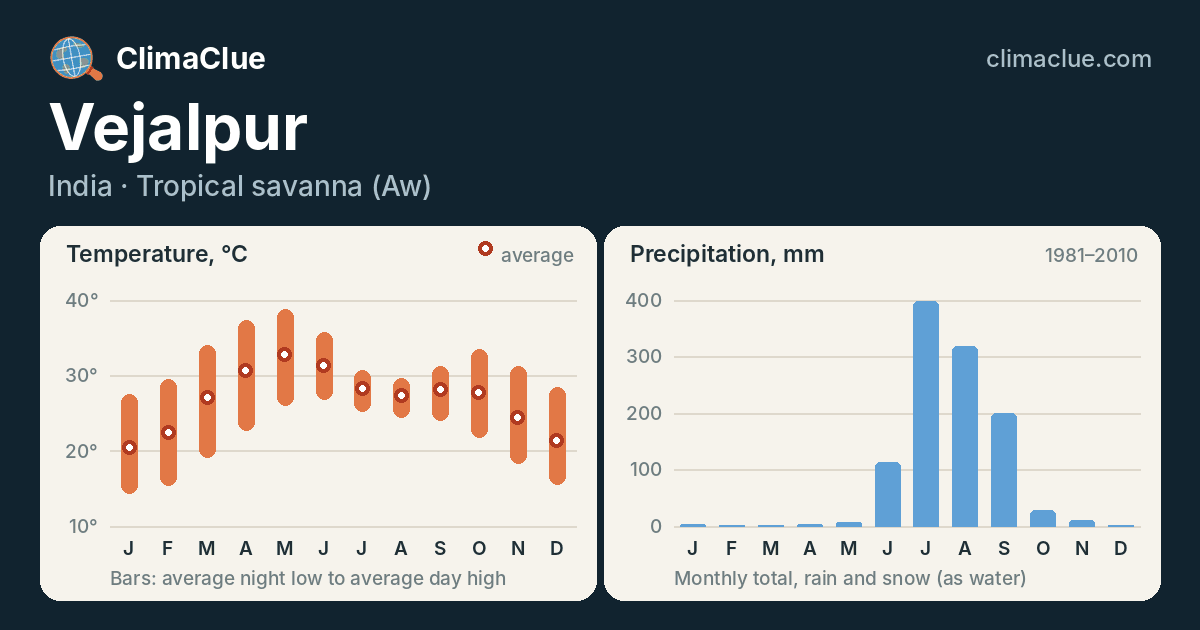 ClimaClue
climaclue.com
Vejalpur
India · Tropical savanna (Aw)
Temperature, °C
average
40°
30°
20°
10°
J F M A M J J A S O N D
Bars: average night low to average day high
Precipitation, mm
1981–2010
400
300
200
100
0
J F M A M J J A S O N D
Monthly total, rain and snow (as water)